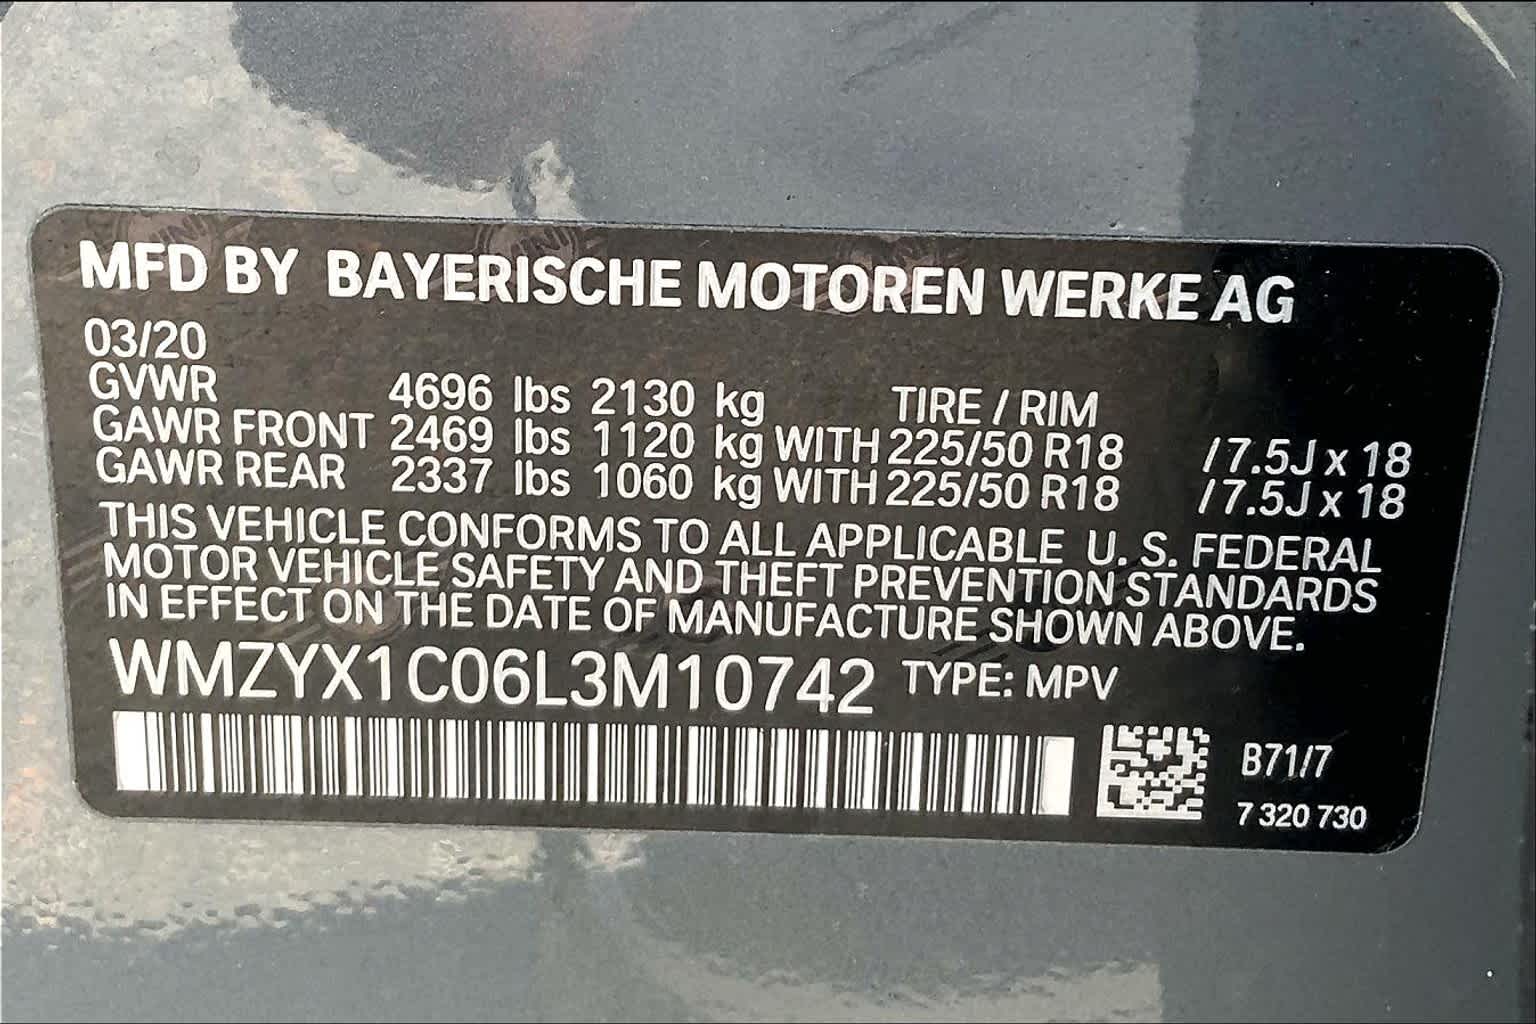 MFD BY BAYERISCHE MOTOREN WERKE AG
03/20
GVWR 4696 lbs 2130 kg TIRE / RIM
GAWR FRONT 2469 lbs 1120 kg WITH 225/50 R18 /7.5J x 18
GAWR REAR 2337 lbs 1060 kg WITH 225/50 R18 /7.5J x 18
THIS VEHICLE CONFORMS TO ALL APPLICABLE U. S. FEDERAL
MOTOR VEHICLE SAFETY AND THEFT PREVENTION STANDARDS
IN EFFECT ON THE DATE OF MANUFACTURE SHOWN ABOVE.
WMZYX1C06L3M10742 TYPE: MPV
B71/7
7 320 730